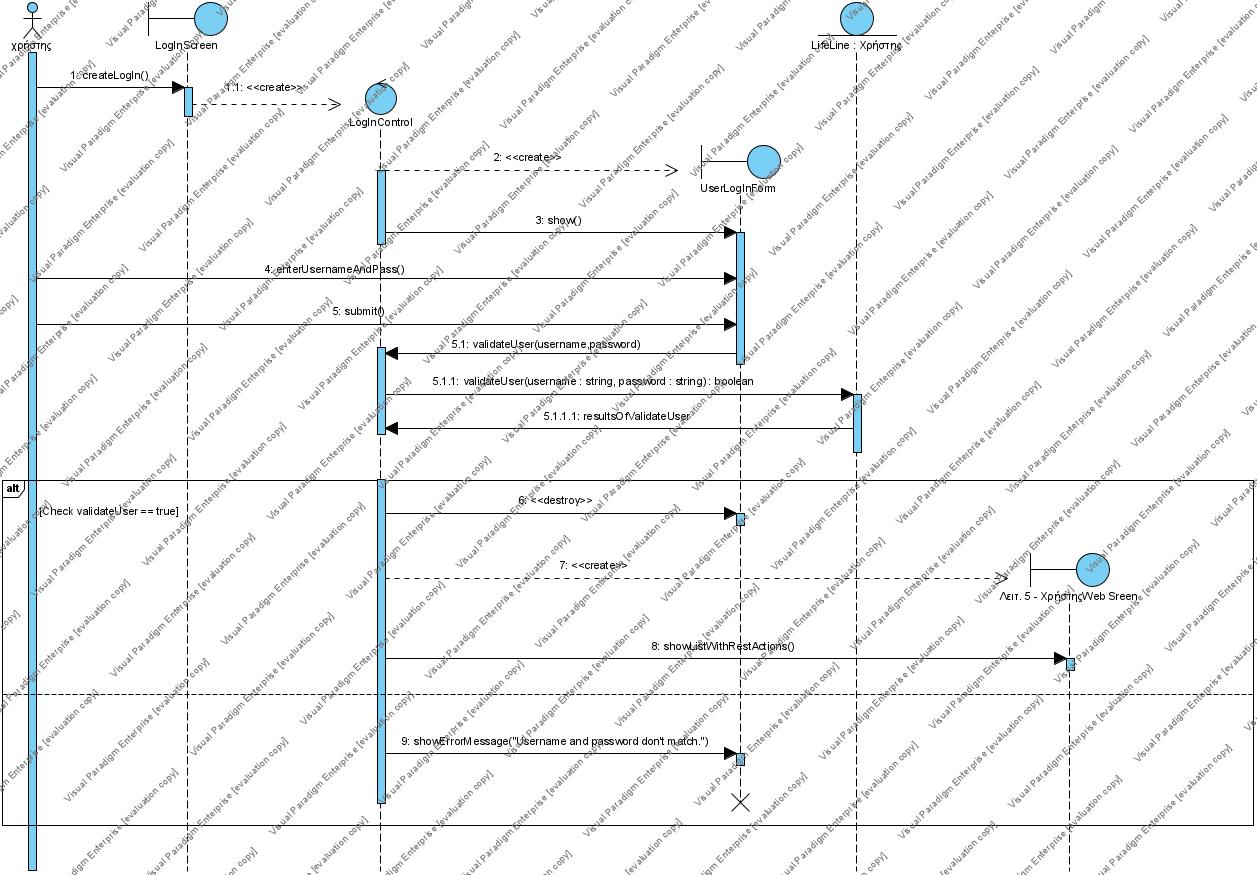 χρήστης
LogInScreen
LifeLine : Χρήστης
1: createLogIn()
1.1: <<create>>
LogInControl
2: <<create>>
UserLogInForm
3: show()
4: enterUsernameAndPass()
5: submit()
5.1: validateUser(username,password)
5.1.1: validateUser(username : string, password : string) : boolean
5.1.1.1: resultsOfValidateUser
alt
[Check validateUser == true]
6: <<destroy>>
7: <<create>>
Λειτ. 5 - ΧρήστηςWeb Sreen
8: showListWithRestActions()
9: showErrorMessage("Username and password don't match.")
Visual Paradigm Enterprise [evaluation copy]